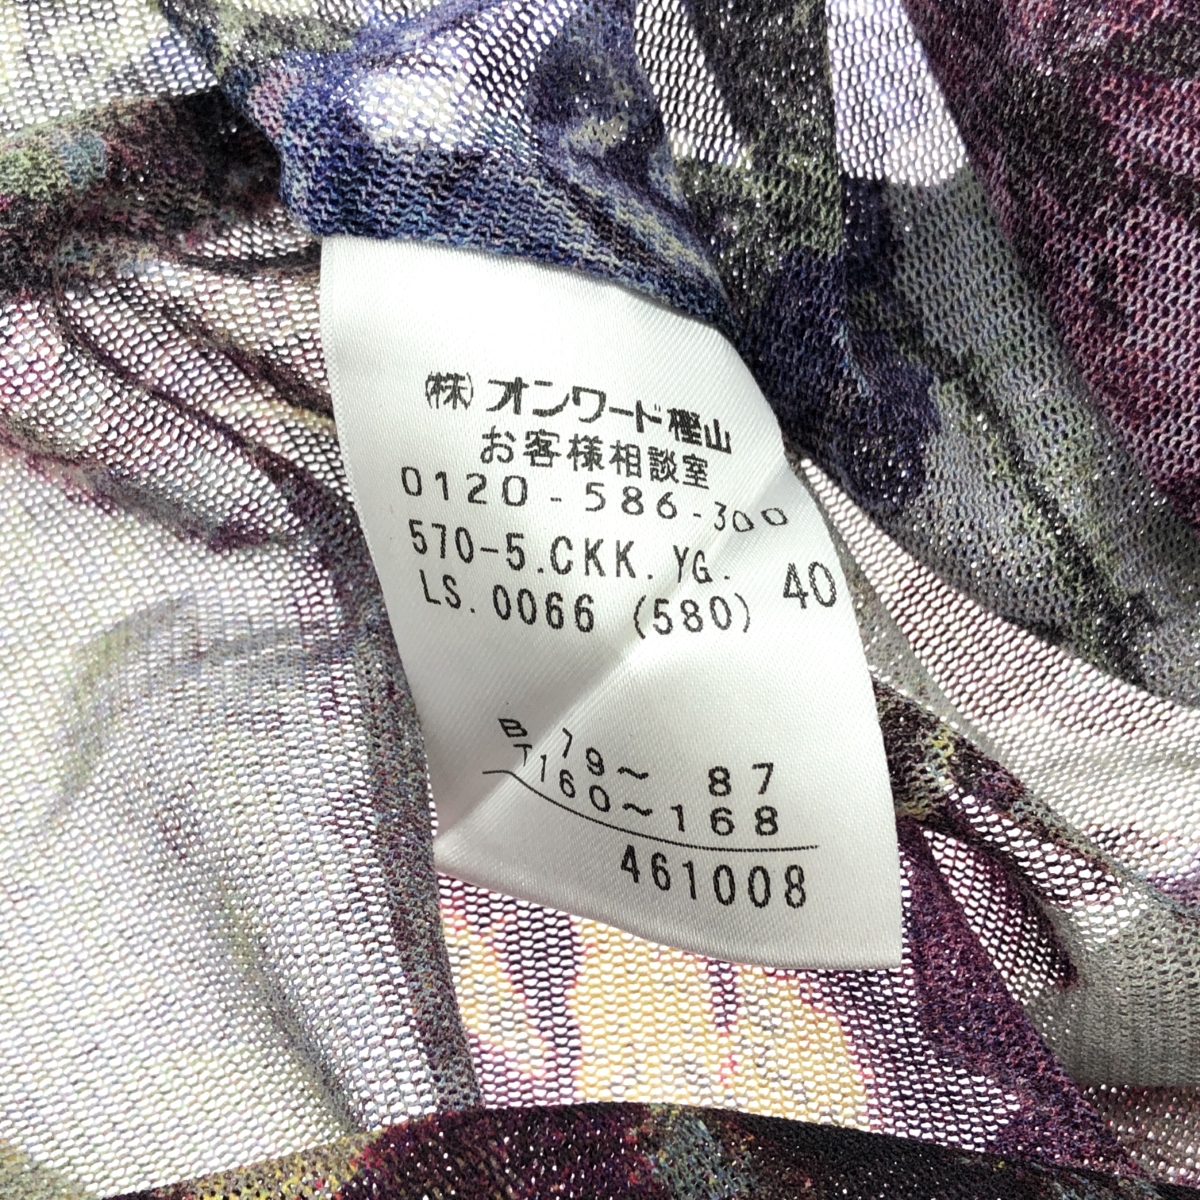 ㈱ オンワード樫山
お客様相談室
0120-586-300
570-5.CKK.YG. 40
LS.0066 (580)
B 79~ 87
T160~168
461008